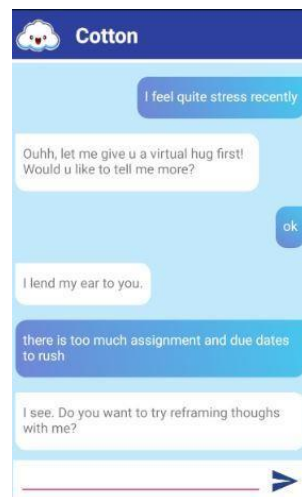 Cotton
I feel quite stress recently
Ouhh, let me give u a virtual hug first!
Would u like to tell me more?
ok
I lend my ear to you.
there is too much assignment and due dates
to rush
I see. Do you want to try reframing thoughs
with me?